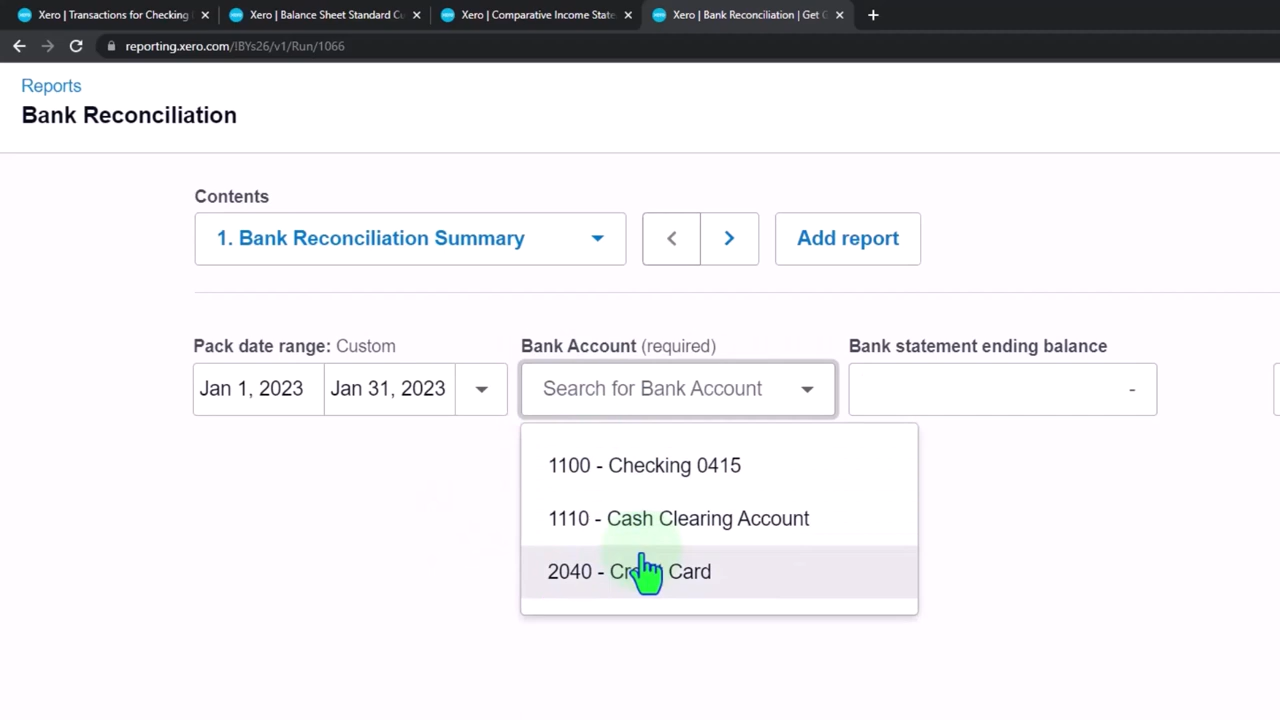 Xero | Transactions for Checking
Xero | Balance Sheet Standard Cu
Xero | Comparative Income State
Xero | Bank Reconciliation | Get G
reporting.xero.com/IBYs26/v1/Run/1066
Reports
Bank Reconciliation
Contents
1. Bank Reconciliation Summary
Add report
Pack date range: Custom
Bank Account (required)
Bank statement ending balance
Jan 1, 2023
Jan 31, 2023
Search for Bank Account
-
1100 - Checking 0415
1110 - Cash Clearing Account
2040 - Credit Card